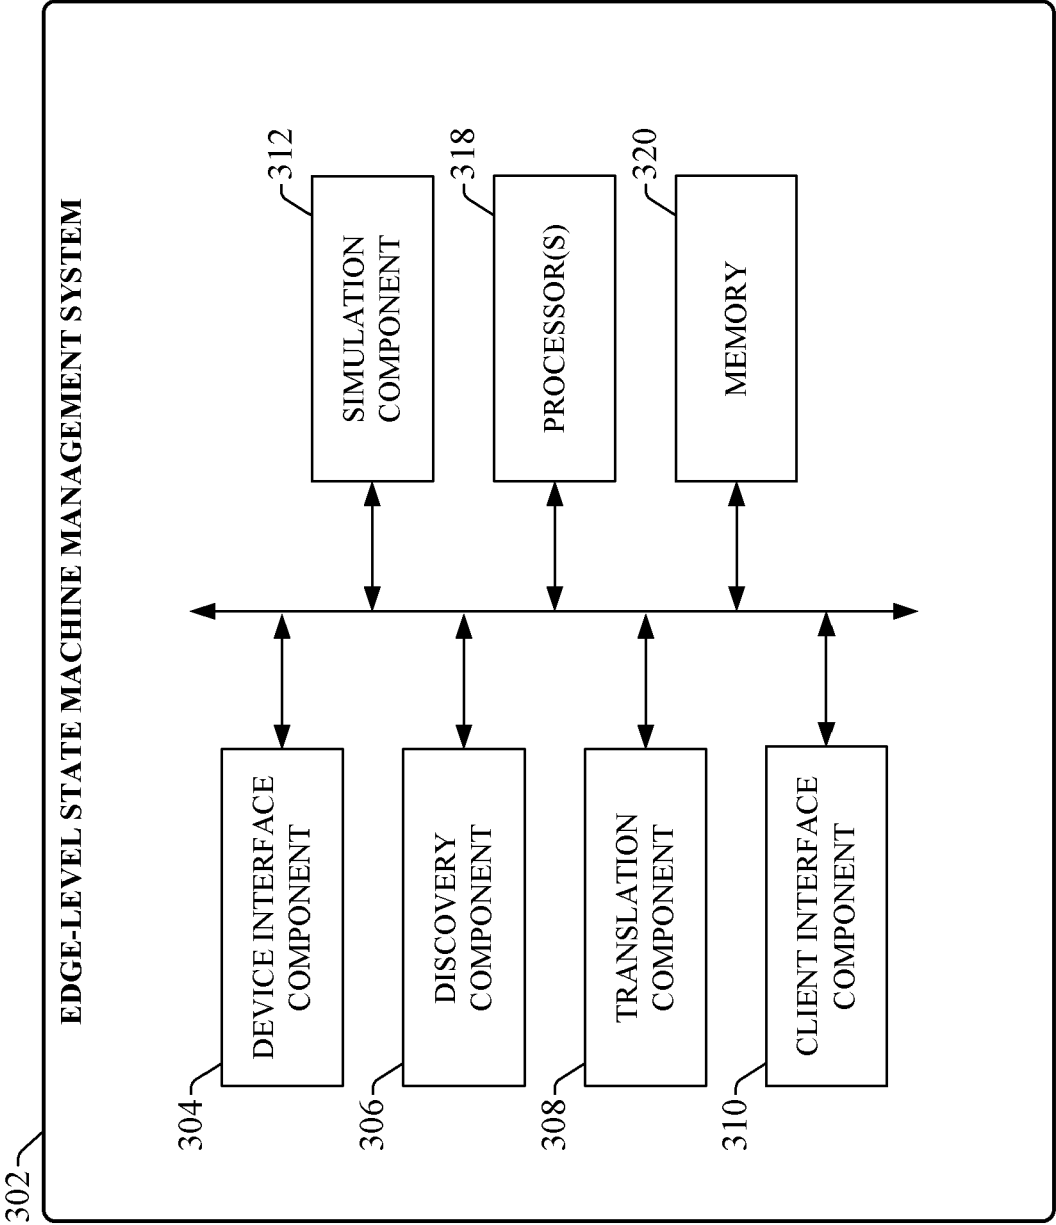 302
EDGE-LEVEL STATE MACHINE MANAGEMENT SYSTEM
304
DEVICE INTERFACE
COMPONENT
306
DISCOVERY
COMPONENT
308
TRANSLATION
COMPONENT
310
CLIENT INTERFACE
COMPONENT
312
SIMULATION
COMPONENT
318
PROCESSOR(S)
320
MEMORY